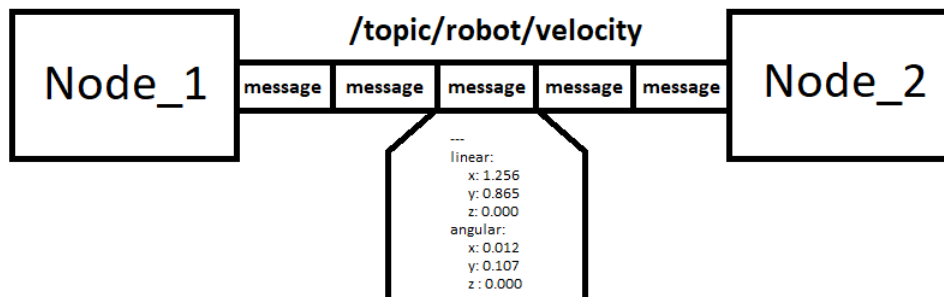 /topic/robot/velocity
Node_1
message message message message message
Node_2
---
linear:
x: 1.256
y: 0.865
z: 0.000
angular:
x: 0.012
y: 0.107
z : 0.000